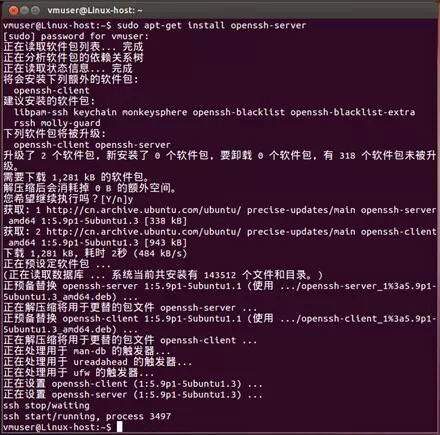 vmuser@Linux-host: ~
vmuser@Linux-host:~$ sudo apt-get install openssh-server
[sudo] password for vmuser:
正在读取软件包列表... 完成
正在分析软件包的依赖关系树
正在读取状态信息... 完成
将会安装下列额外的软件包:
openssh-client
建议安装的软件包:
libpam-ssh keychain monkeysphere openssh-blacklist openssh-blacklist-extra
rssh molly-guard
下列软件包将被升级:
openssh-client openssh-server
升级了 2 个软件包，新安装了 0 个软件包，要卸载 0 个软件包，有 318 个软件包未被升
级。
需要下载 1,281 kB 的软件包。
解压缩后会消耗掉 0 B 的额外空间。
您希望继续执行吗？[Y/n]y
获取: 1 http://cn.archive.ubuntu.com/ubuntu/ precise-updates/main openssh-server
amd64 1:5.9p1-5ubuntu1.3 [338 kB]
获取: 2 http://cn.archive.ubuntu.com/ubuntu/ precise-updates/main openssh-client
amd64 1:5.9p1-5ubuntu1.3 [943 kB]
下载 1,281 kB，耗时 2秒 (484 kB/s)
正在预设定软件包 ...
(正在读取数据库 ... 系统当前共安装有 143512 个文件和目录。)
正预备替换 openssh-server 1:5.9p1-5ubuntu1.1 (使用 .../openssh-server_1%3a5.9p1-
5ubuntu1.3_amd64.deb) ...
正在解压缩将用于更替的包文件 openssh-server ...
正预备替换 openssh-client 1:5.9p1-5ubuntu1.1 (使用 .../openssh-client_1%3a5.9p1-
5ubuntu1.3_amd64.deb) ...
正在解压缩将用于更替的包文件 openssh-client ...
正在处理用于 man-db 的触发器...
正在处理用于 ureadahead 的触发器...
正在处理用于 ufw 的触发器...
正在设置 openssh-client (1:5.9p1-5ubuntu1.3) ...
正在设置 openssh-server (1:5.9p1-5ubuntu1.3) ...
ssh stop/waiting
ssh start/running, process 3497
vmuser@Linux-host:~$